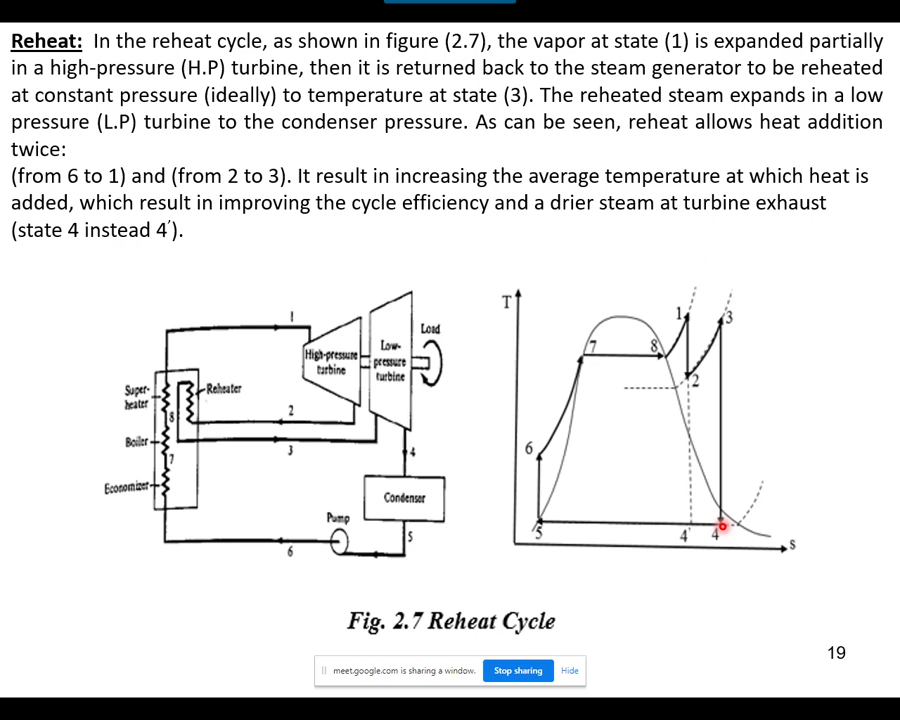 Reheat: In the reheat cycle, as shown in figure (2.7), the vapor at state (1) is expanded partially
in a high-pressure (H.P) turbine, then it is returned back to the steam generator to be reheated
at constant pressure (ideally) to temperature at state (3). The reheated steam expands in a low
pressure (L.P) turbine to the condenser pressure. As can be seen, reheat allows heat addition
twice:
(from 6 to 1) and (from 2 to 3). It result in increasing the average temperature at which heat is
added, which result in improving the cycle efficiency and a drier steam at turbine exhaust
(state 4 instead 4′).
1
High-pressure
turbine
Low-
pressure
turbine
Load
Super-
heater
Reheater
8
2
Boiler
3
7
4
Economizer
Condenser
Pump
5
6
T
1
3
7
8
2
6
5
4′
4
S
Fig. 2.7 Reheat Cycle
19
meet.google.com is sharing a window.
Stop sharing
Hide